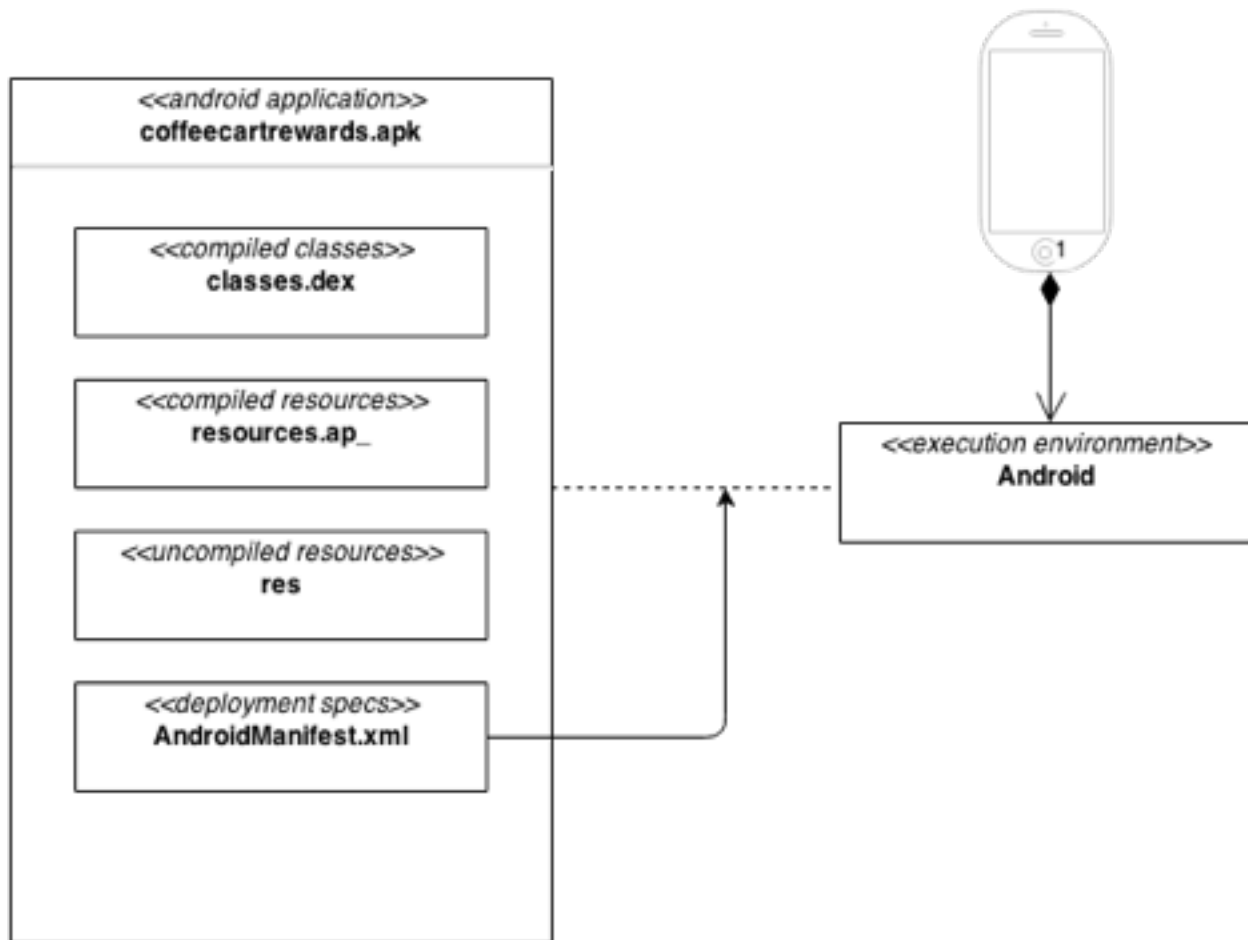 <<android application>>
coffeecartrewards.apk
<<compiled classes>>
classes.dex
<<compiled resources>>
resources.ap_
<<uncompiled resources>>
res
<<deployment specs>>
AndroidManifest.xml
1
<<execution environment>>
Android